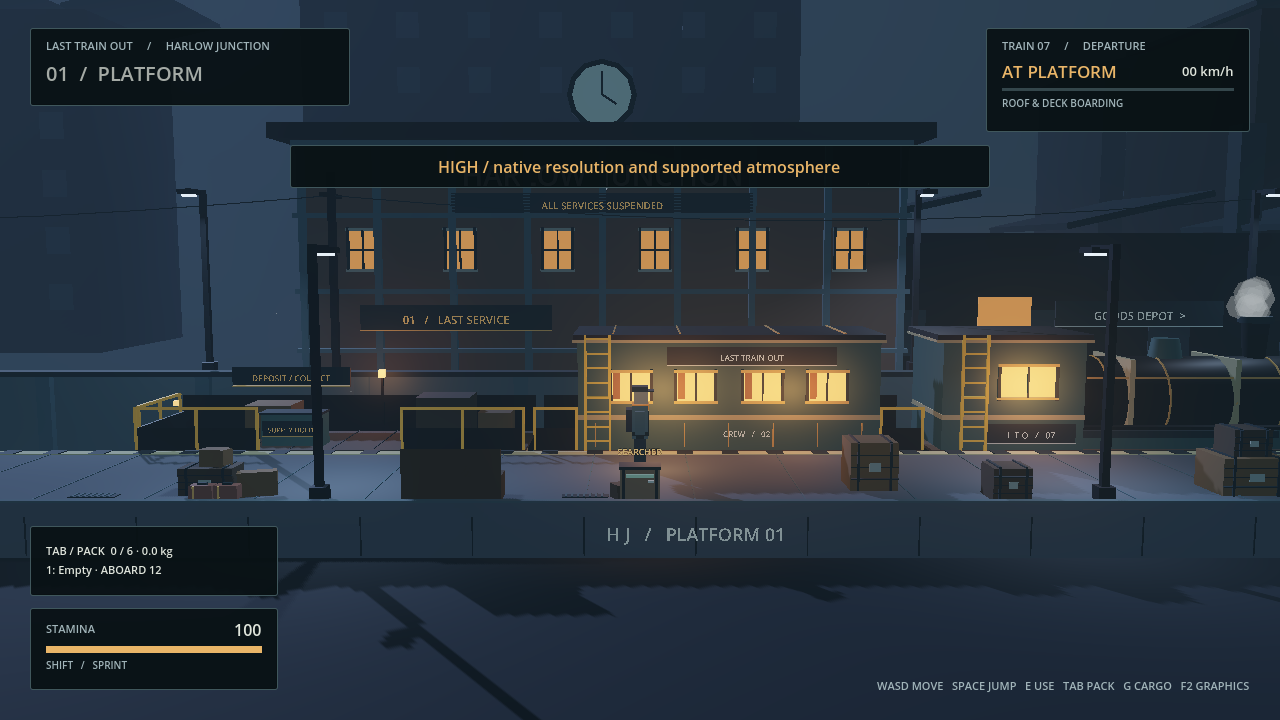 LAST TRAIN OUT / HARLOW JUNCTION
01 / PLATFORM
TRAIN 07 / DEPARTURE
AT PLATFORM 00 km/h
ROOF & DECK BOARDING
HIGH / native resolution and supported atmosphere
HARLOW JUNCTION
ALL SERVICES SUSPENDED
01 / LAST SERVICE
GOODS DEPOT >
LAST TRAIN OUT
DEPOSIT / COLLECT
CREW / 02
I T O / 07
SEARCHED
H J / PLATFORM 01
TAB / PACK 0 / 6 · 0.0 kg
1: Empty · ABOARD 12
STAMINA 100
SHIFT / SPRINT
WASD MOVE SPACE JUMP E USE TAB PACK G CARGO F2 GRAPHICS